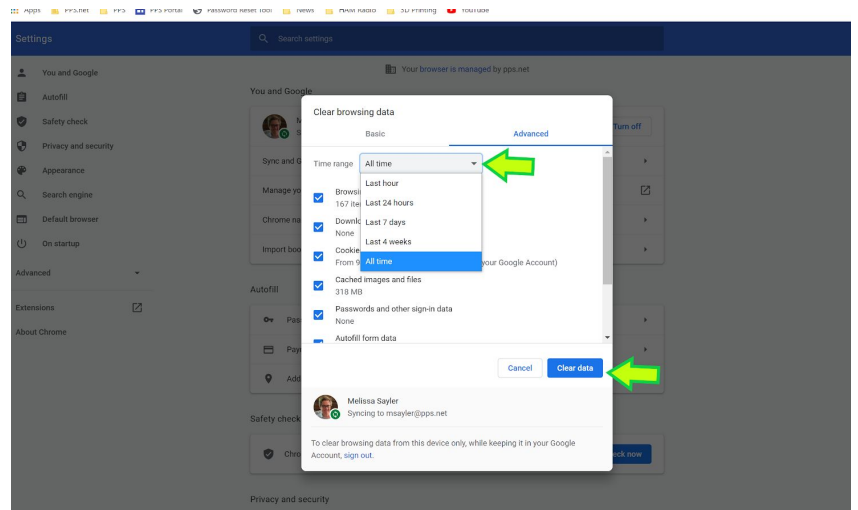 Apps PPS.net PPS PPS Portal Password Reset Tool News HAM Radio 3D Printing YouTube
Settings
Search settings
You and Google
Autofill
Safety check
Privacy and security
Appearance
Search engine
Default browser
On startup
Advanced
Extensions
About Chrome
Your browser is managed by pps.net
You and Google
M
S
Turn off
Sync and G
Manage yo
Chrome na
Import boo
Autofill
Pas
Pay
Add
Safety check
Chro
eck now
Privacy and security
Clear browsing data
Basic Advanced
Time range All time
Last hour
Last 24 hours
Last 7 days
Last 4 weeks
All time
Browsi
167 ite
Downlo
None
Cookie
From 9 your Google Account)
Cached images and files
318 MB
Passwords and other sign-in data
None
Autofill form data
Cancel Clear data
Melissa Sayler
Syncing to msayler@pps.net
To clear browsing data from this device only, while keeping it in your Google
Account, sign out.